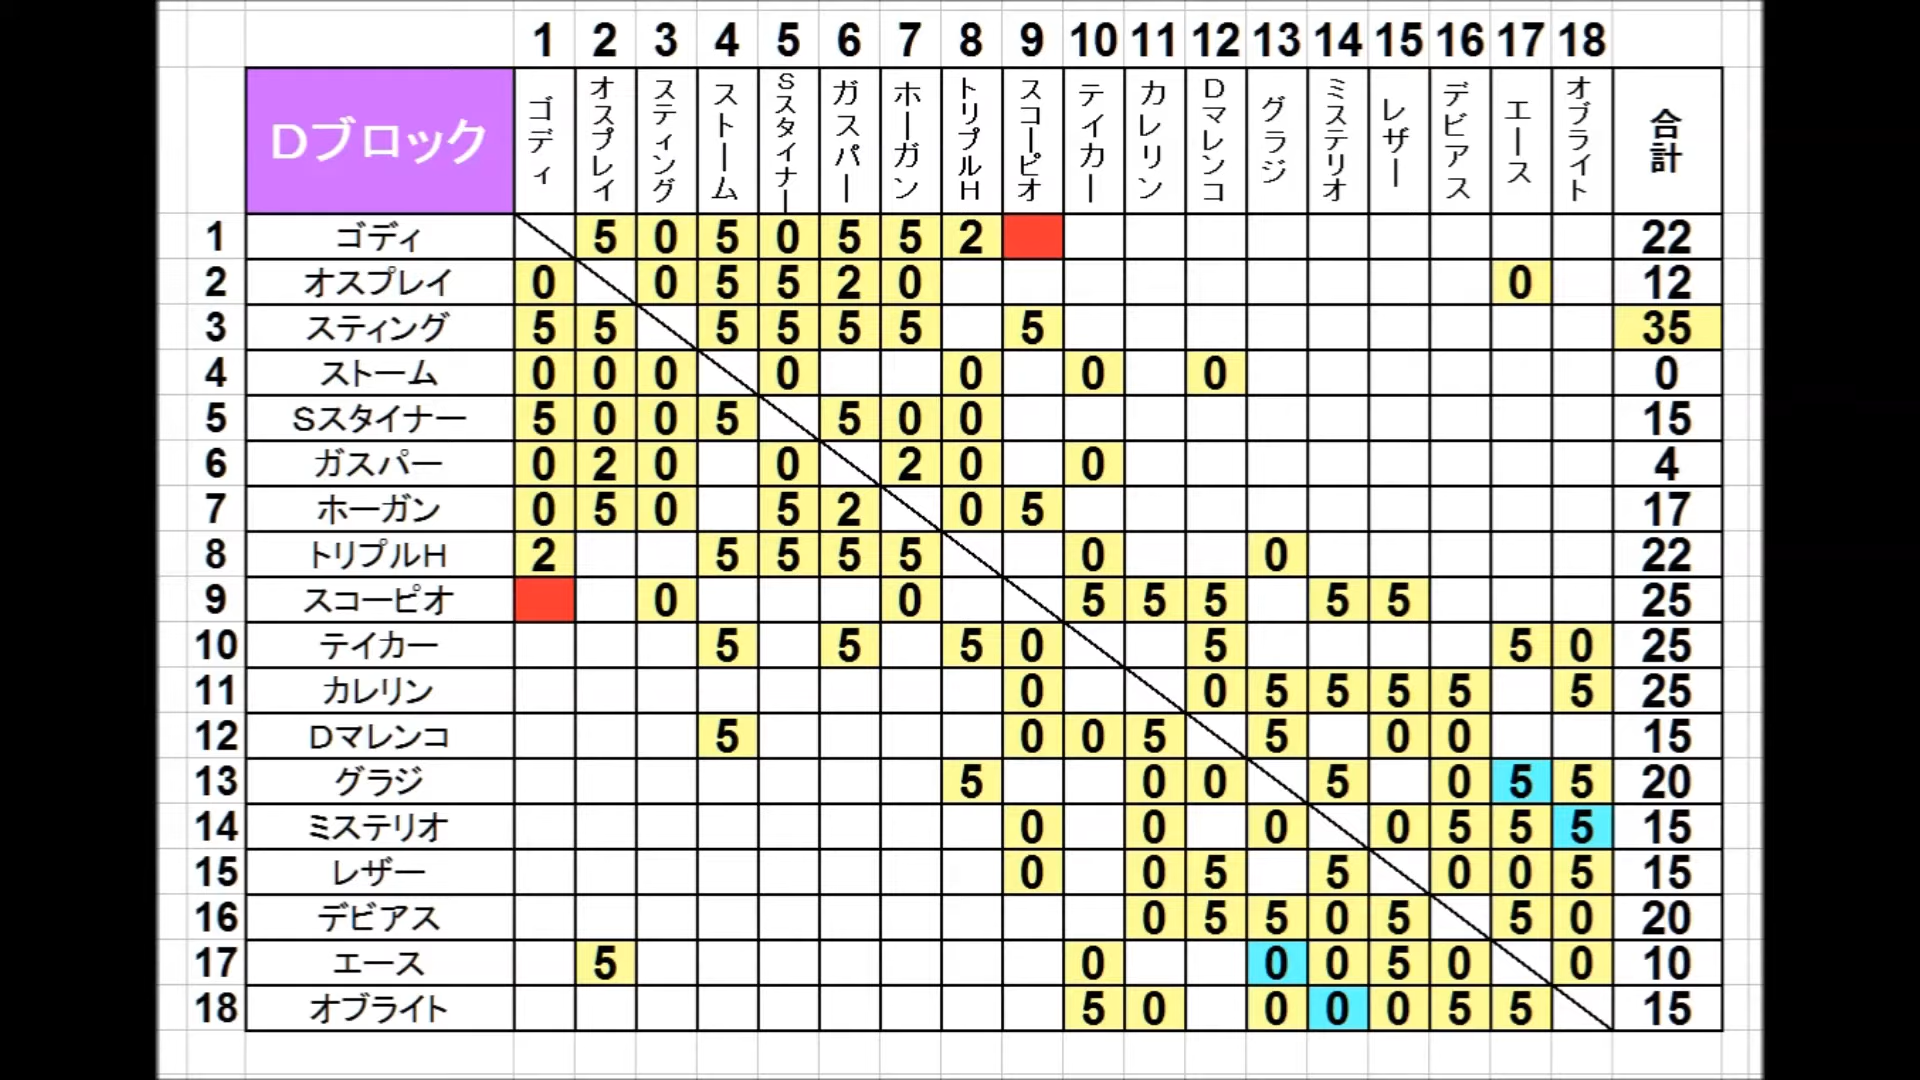 1 2 3 4 5 6 7 8 9 10 11 12 13 14 15 16 17 18
Dブロック ゴディ オスプレイ スティング ストーム Sスタイナー ガスパー ホーガン トリプルH スコーピオ テイカー カレリン Dマレンコ グラジ ミステリオ レザー デビアス エース オブライト 合計
1 ゴディ 5 0 5 0 5 5 2 22
2 オスプレイ 0 0 5 5 2 0 0 12
3 スティング 5 5 5 5 5 5 5 35
4 ストーム 0 0 0 0 0 0 0 0
5 Sスタイナー 5 0 0 5 5 0 0 15
6 ガスパー 0 2 0 0 2 0 0 4
7 ホーガン 0 5 0 5 2 0 5 17
8 トリプルH 2 5 5 5 5 0 0 22
9 スコーピオ 0 0 5 5 5 5 5 25
10 テイカー 5 5 5 0 5 5 0 25
11 カレリン 0 0 5 5 5 5 5 25
12 Dマレンコ 5 0 0 5 5 0 0 15
13 グラジ 5 0 0 5 0 5 5 20
14 ミステリオ 0 0 0 0 5 5 5 15
15 レザー 0 0 5 5 0 0 5 15
16 デビアス 0 5 5 0 5 5 0 20
17 エース 5 0 0 0 5 0 0 10
18 オブライト 5 0 0 0 0 5 5 15